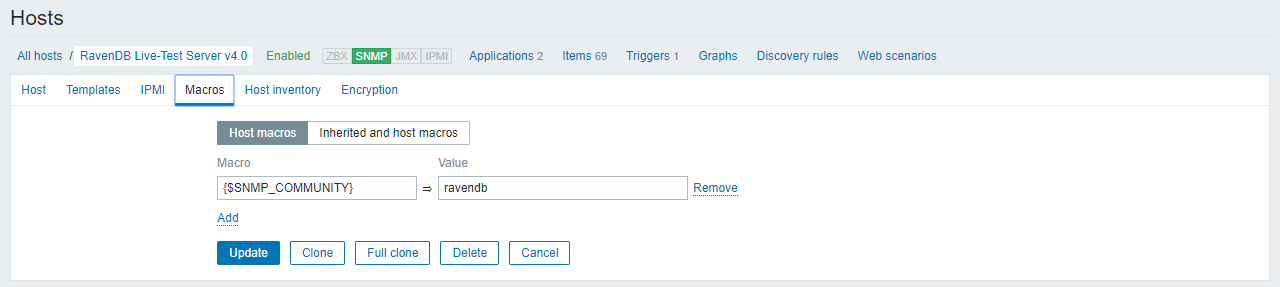 Hosts
All hosts / RavenDB Live-Test Server v4.0 Enabled ZBX SNMP JMX IPMI Applications 2 Items 69 Triggers 1 Graphs Discovery rules Web scenarios
Host Templates IPMI Macros Host inventory Encryption
Host macros Inherited and host macros
Macro Value
{$SNMP_COMMUNITY} ⇒ ravendb Remove
Add
Update Clone Full clone Delete Cancel